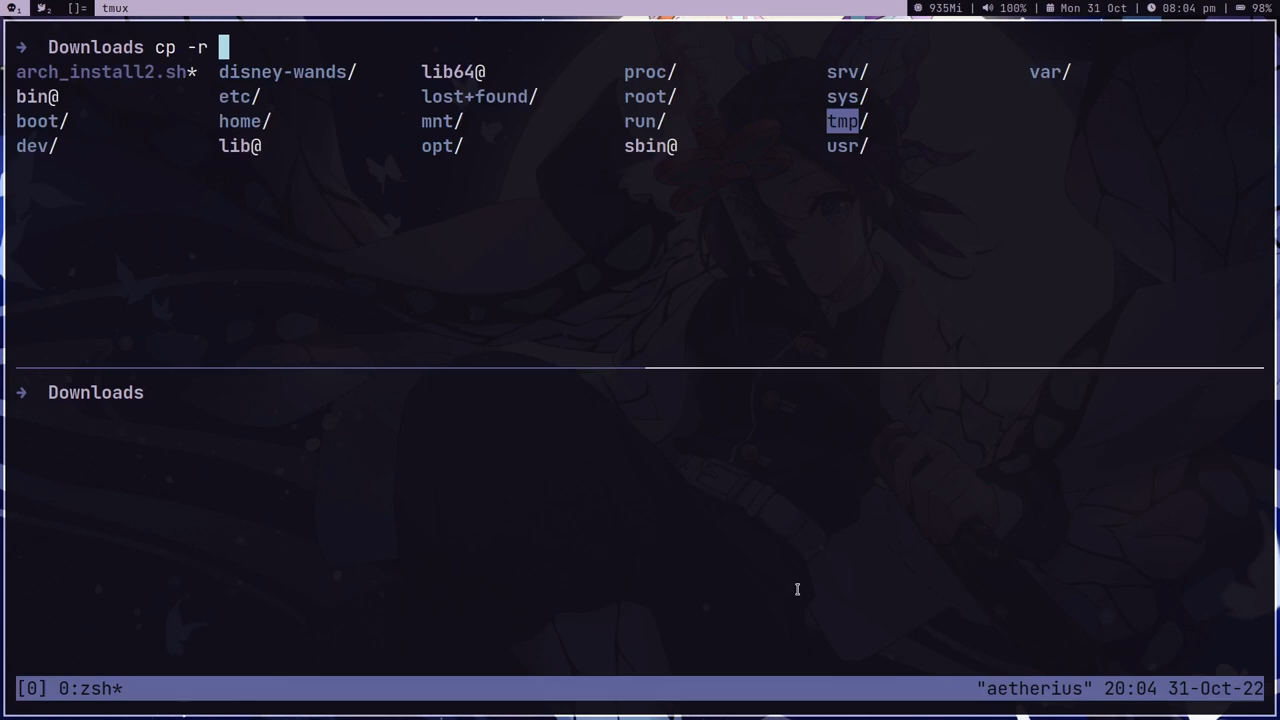 1 2 []= tmux 935Mi | 100% | Mon 31 Oct | 08:04 pm | 98%
→ Downloads cp -r
arch_install2.sh* disney-wands/ lib64@ proc/ srv/ var/
bin@ etc/ lost+found/ root/ sys/
boot/ home/ mnt/ run/ tmp/
dev/ lib@ opt/ sbin@ usr/
→ Downloads
[0] 0:zsh* "aetherius" 20:04 31-Oct-22